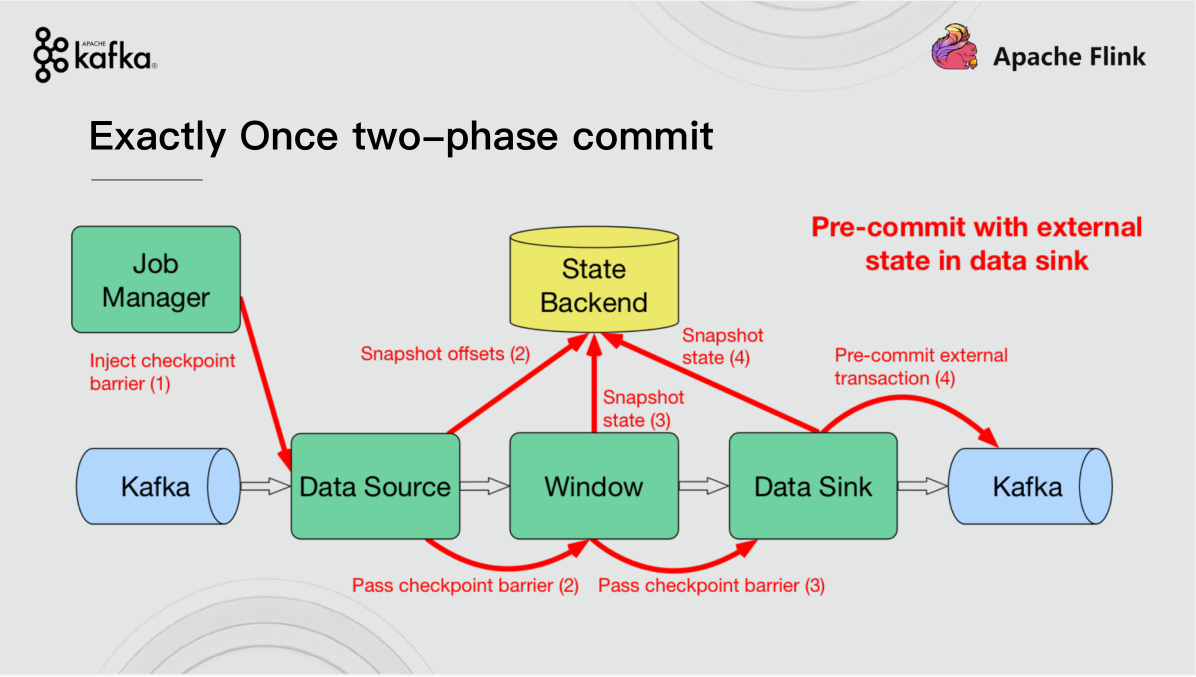 APACHE
kafka®
Apache Flink
Exactly Once two-phase commit
Pre-commit with external
state in data sink
Job
Manager
State
Backend
Inject checkpoint
barrier (1)
Snapshot offsets (2)
Snapshot
state (3)
Snapshot
state (4)
Pre-commit external
transaction (4)
Kafka
Data Source
Window
Data Sink
Kafka
Pass checkpoint barrier (2)
Pass checkpoint barrier (3)